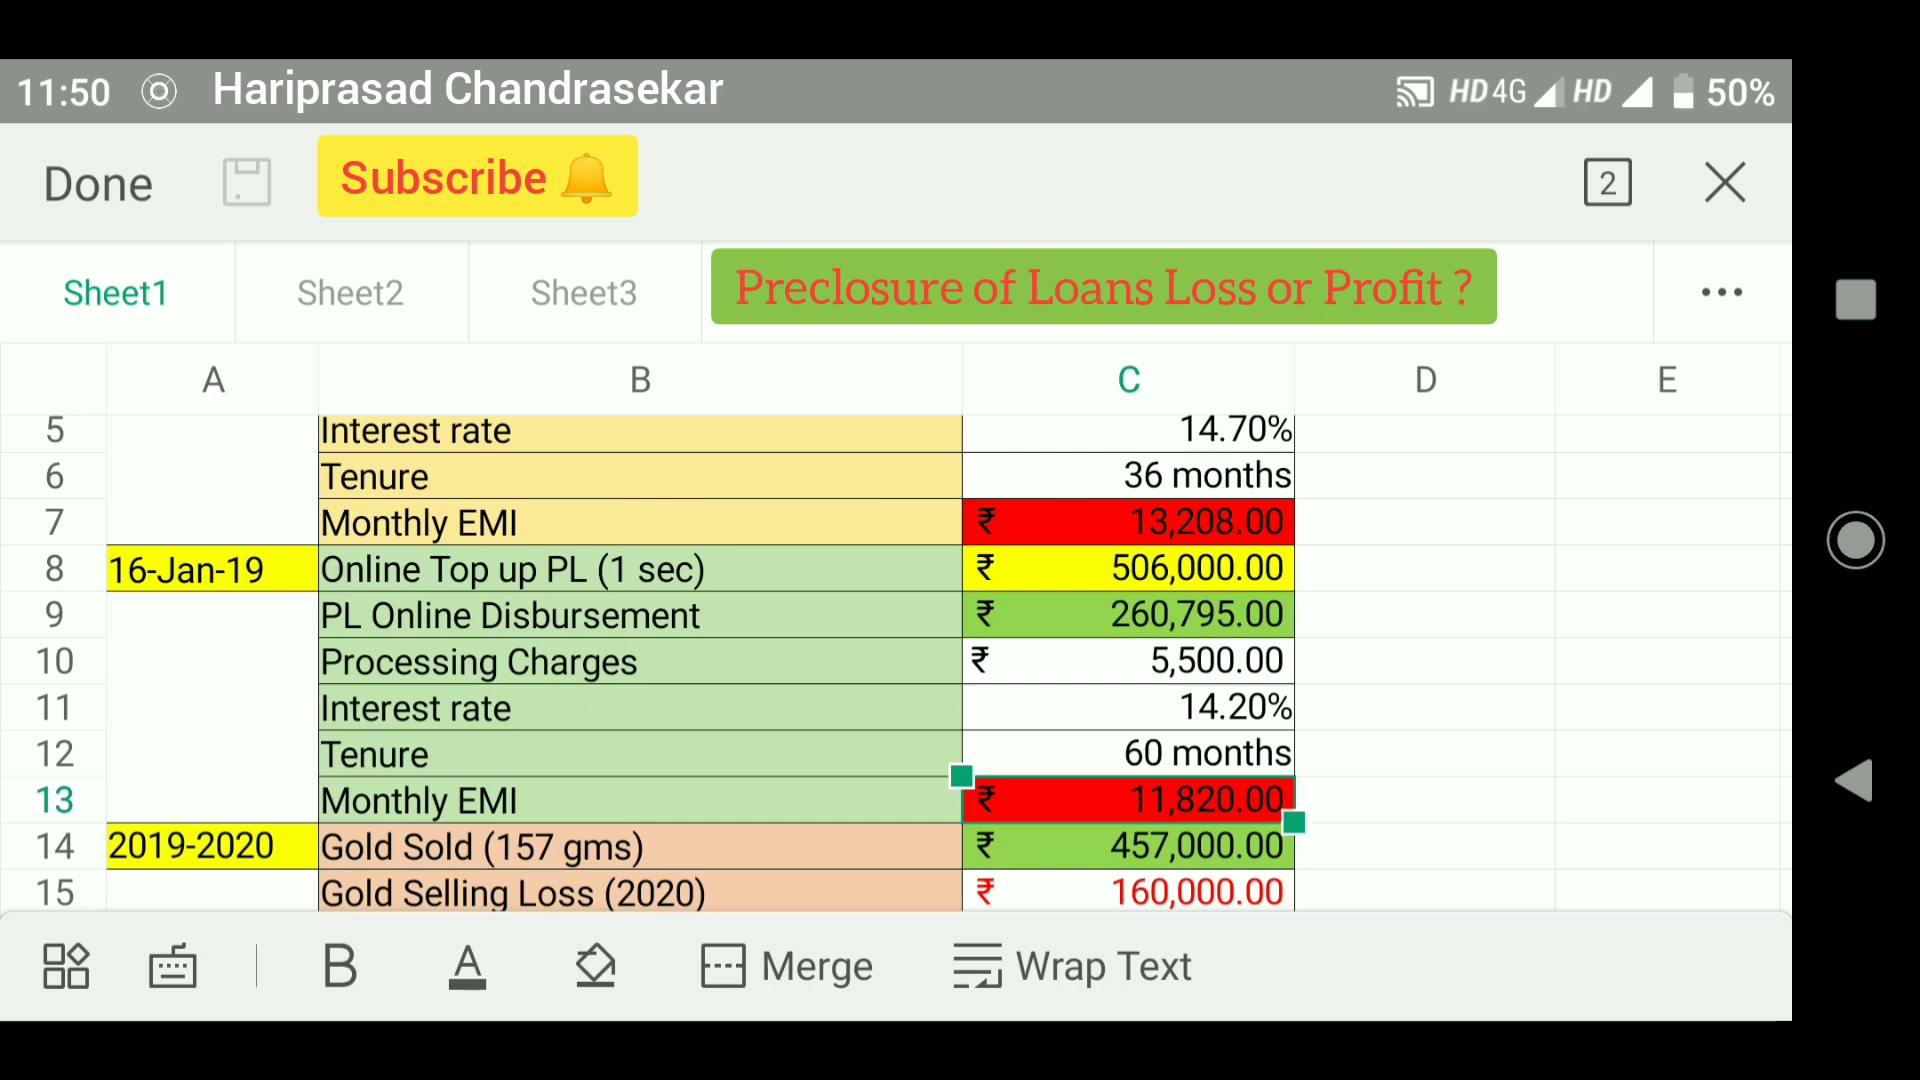 11:50 Hariprasad Chandrasekar HD 4G HD 50%
Done Subscribe 2
Sheet1 Sheet2 Sheet3 Preclosure of Loans Loss or Profit ?
A B C D E
5 Interest rate 14.70%
6 Tenure 36 months
7 Monthly EMI ₹ 13,208.00
8 16-Jan-19 Online Top up PL (1 sec) ₹ 506,000.00
9 PL Online Disbursement ₹ 260,795.00
10 Processing Charges ₹ 5,500.00
11 Interest rate 14.20%
12 Tenure 60 months
13 Monthly EMI ₹ 11,820.00
14 2019-2020 Gold Sold (157 gms) ₹ 457,000.00
15 Gold Selling Loss (2020) ₹ 160,000.00
B A Merge Wrap Text